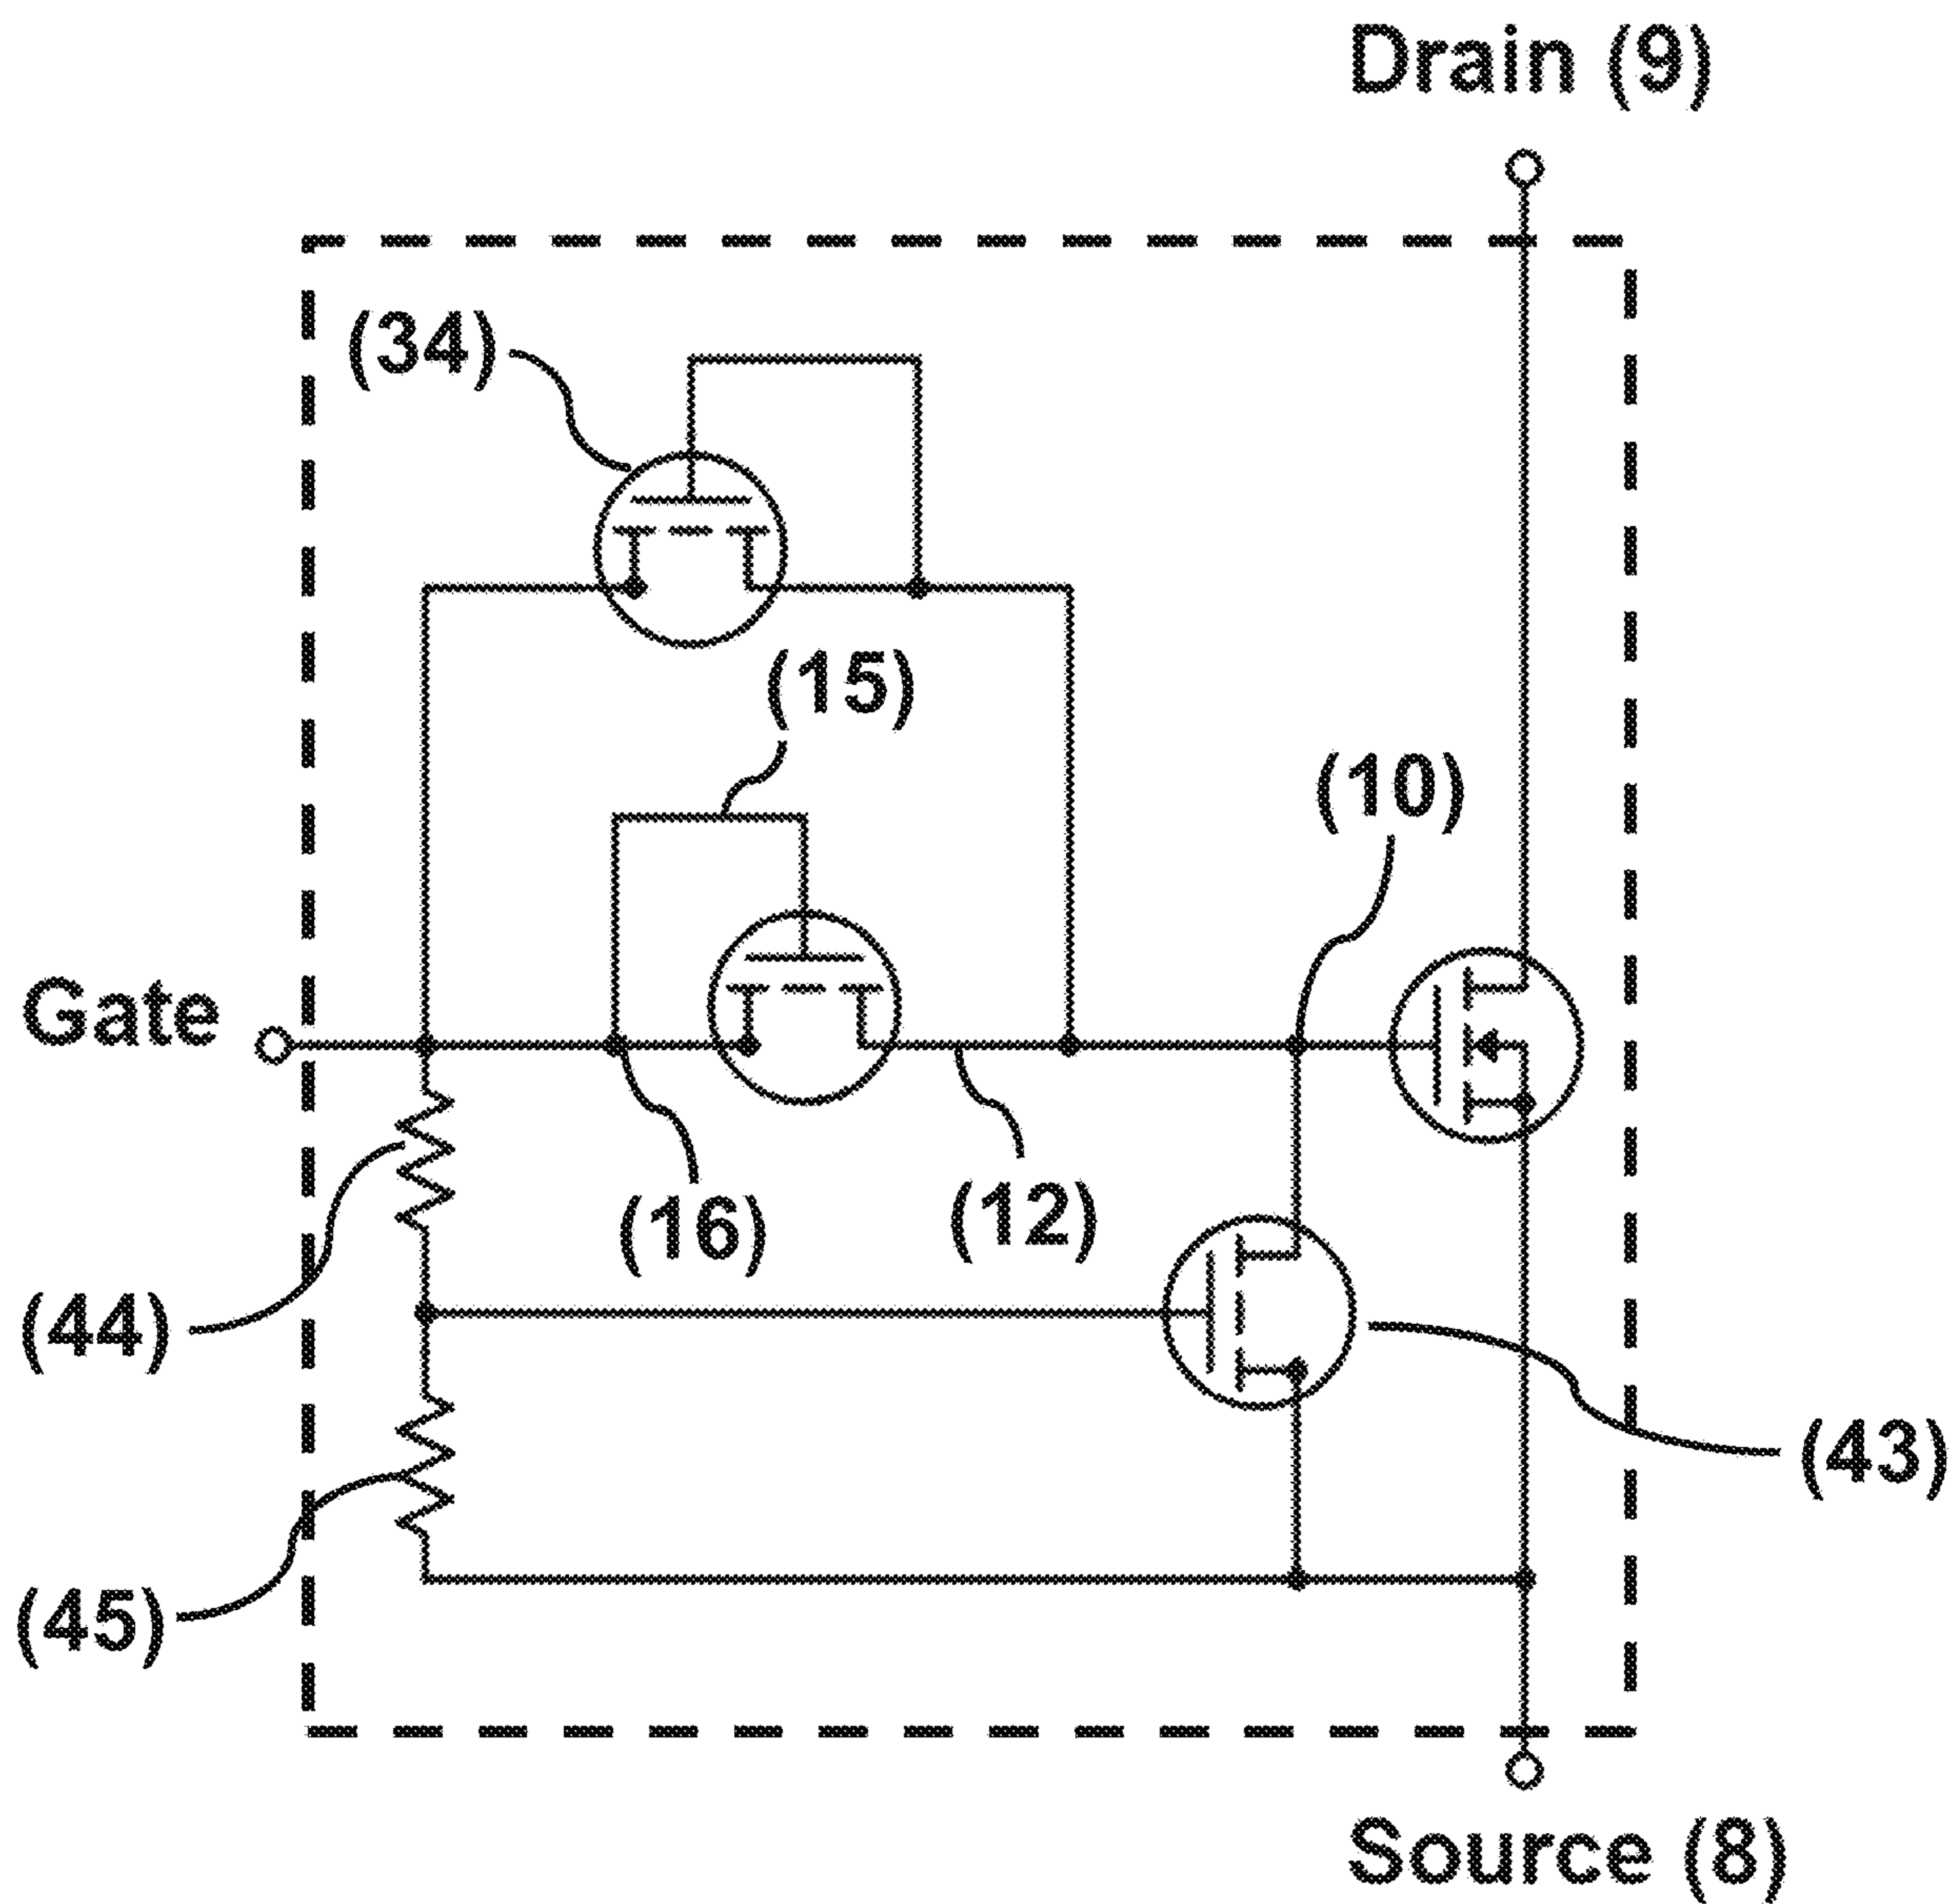 Drain (9)
(34)
(15)
(10)
Gate
(16)
(12)
(44)
(43)
(45)
Source (8)